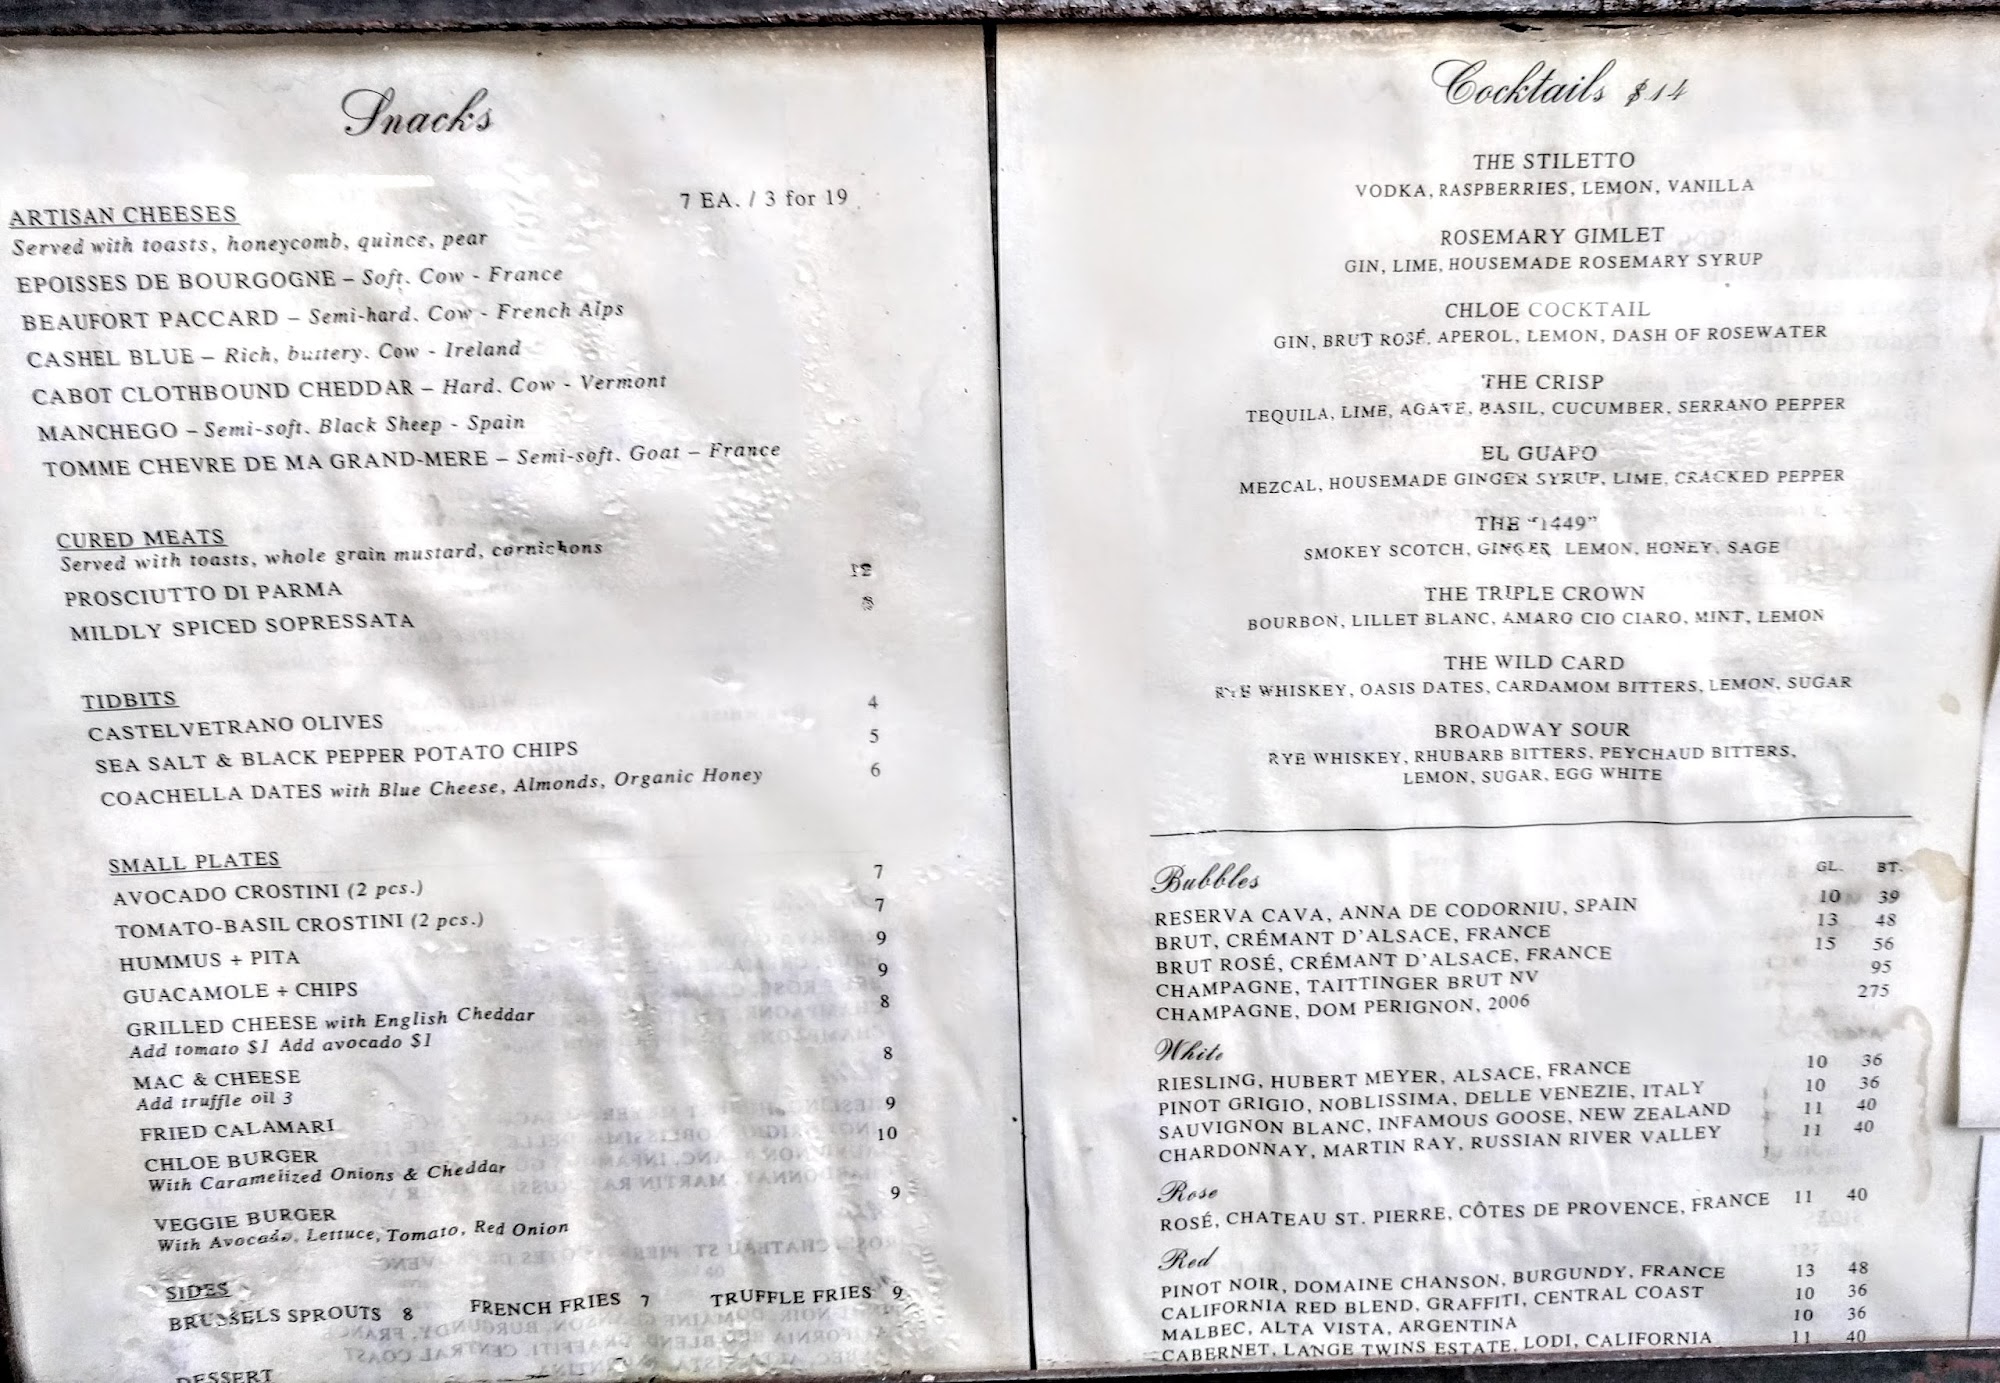 Snacks
ARTISAN CHEESES 7 EA. / 3 for 19
Served with toasts, honeycomb, quince, pear
EPOISSES DE BOURGOGNE – Soft. Cow - France
BEAUFORT PACCARD – Semi-hard. Cow - French Alps
CASHEL BLUE – Rich, buttery. Cow - Ireland
CABOT CLOTHBOUND CHEDDAR – Hard. Cow - Vermont
MANCHEGO – Semi-soft. Black Sheep - Spain
TOMME CHEVRE DE MA GRAND-MERE – Semi-soft. Goat – France
CURED MEATS
Served with toasts, whole grain mustard, cornichons
PROSCIUTTO DI PARMA 12
MILDLY SPICED SOPRESSATA
TIDBITS
CASTELVETRANO OLIVES 4
SEA SALT & BLACK PEPPER POTATO CHIPS 5
COACHELLA DATES with Blue Cheese, Almonds, Organic Honey 6
SMALL PLATES
AVOCADO CROSTINI (2 pcs.) 7
TOMATO-BASIL CROSTINI (2 pcs.) 7
HUMMUS + PITA 9
GUACAMOLE + CHIPS 9
GRILLED CHEESE with English Cheddar 8
Add tomato $1 Add avocado $1
MAC & CHEESE 8
Add truffle oil 3
FRIED CALAMARI 9
CHLOE BURGER 10
With Caramelized Onions & Cheddar
VEGGIE BURGER 9
With Avocado, Lettuce, Tomato, Red Onion
SIDES
BRUSSELS SPROUTS 8 FRENCH FRIES 7 TRUFFLE FRIES 9
DESSERT
Cocktails $14
THE STILETTO
VODKA, RASPBERRIES, LEMON, VANILLA
ROSEMARY GIMLET
GIN, LIME, HOUSEMADE ROSEMARY SYRUP
CHLOE COCKTAIL
GIN, BRUT ROSÉ, APEROL, LEMON, DASH OF ROSEWATER
THE CRISP
TEQUILA, LIME, AGAVE, BASIL, CUCUMBER, SERRANO PEPPER
EL GUAPO
MEZCAL, HOUSEMADE GINGER SYRUP, LIME, CRACKED PEPPER
THE "1449"
SMOKEY SCOTCH, GINGER, LEMON, HONEY, SAGE
THE TRIPLE CROWN
BOURBON, LILLET BLANC, AMARO CIO CIARO, MINT, LEMON
THE WILD CARD
RYE WHISKEY, OASIS DATES, CARDAMOM BITTERS, LEMON, SUGAR
BROADWAY SOUR
RYE WHISKEY, RHUBARB BITTERS, PEYCHAUD BITTERS,
LEMON, SUGAR, EGG WHITE
Bubbles GL. BT.
RESERVA CAVA, ANNA DE CODORNIU, SPAIN 10 39
BRUT, CRÉMANT D'ALSACE, FRANCE 13 48
BRUT ROSÉ, CRÉMANT D'ALSACE, FRANCE 15 56
CHAMPAGNE, TAITTINGER BRUT NV 95
CHAMPAGNE, DOM PERIGNON, 2006 275
White
RIESLING, HUBERT MEYER, ALSACE, FRANCE 10 36
PINOT GRIGIO, NOBLISSIMA, DELLE VENEZIE, ITALY 10 36
SAUVIGNON BLANC, INFAMOUS GOOSE, NEW ZEALAND 11 40
CHARDONNAY, MARTIN RAY, RUSSIAN RIVER VALLEY 11 40
Rose
ROSÉ, CHATEAU ST. PIERRE, CÔTES DE PROVENCE, FRANCE 11 40
Red
PINOT NOIR, DOMAINE CHANSON, BURGUNDY, FRANCE 13 48
CALIFORNIA RED BLEND, GRAFFITI, CENTRAL COAST 10 36
MALBEC, ALTA VISTA, ARGENTINA 10 36
CABERNET, LANGE TWINS ESTATE, LODI, CALIFORNIA 11 40